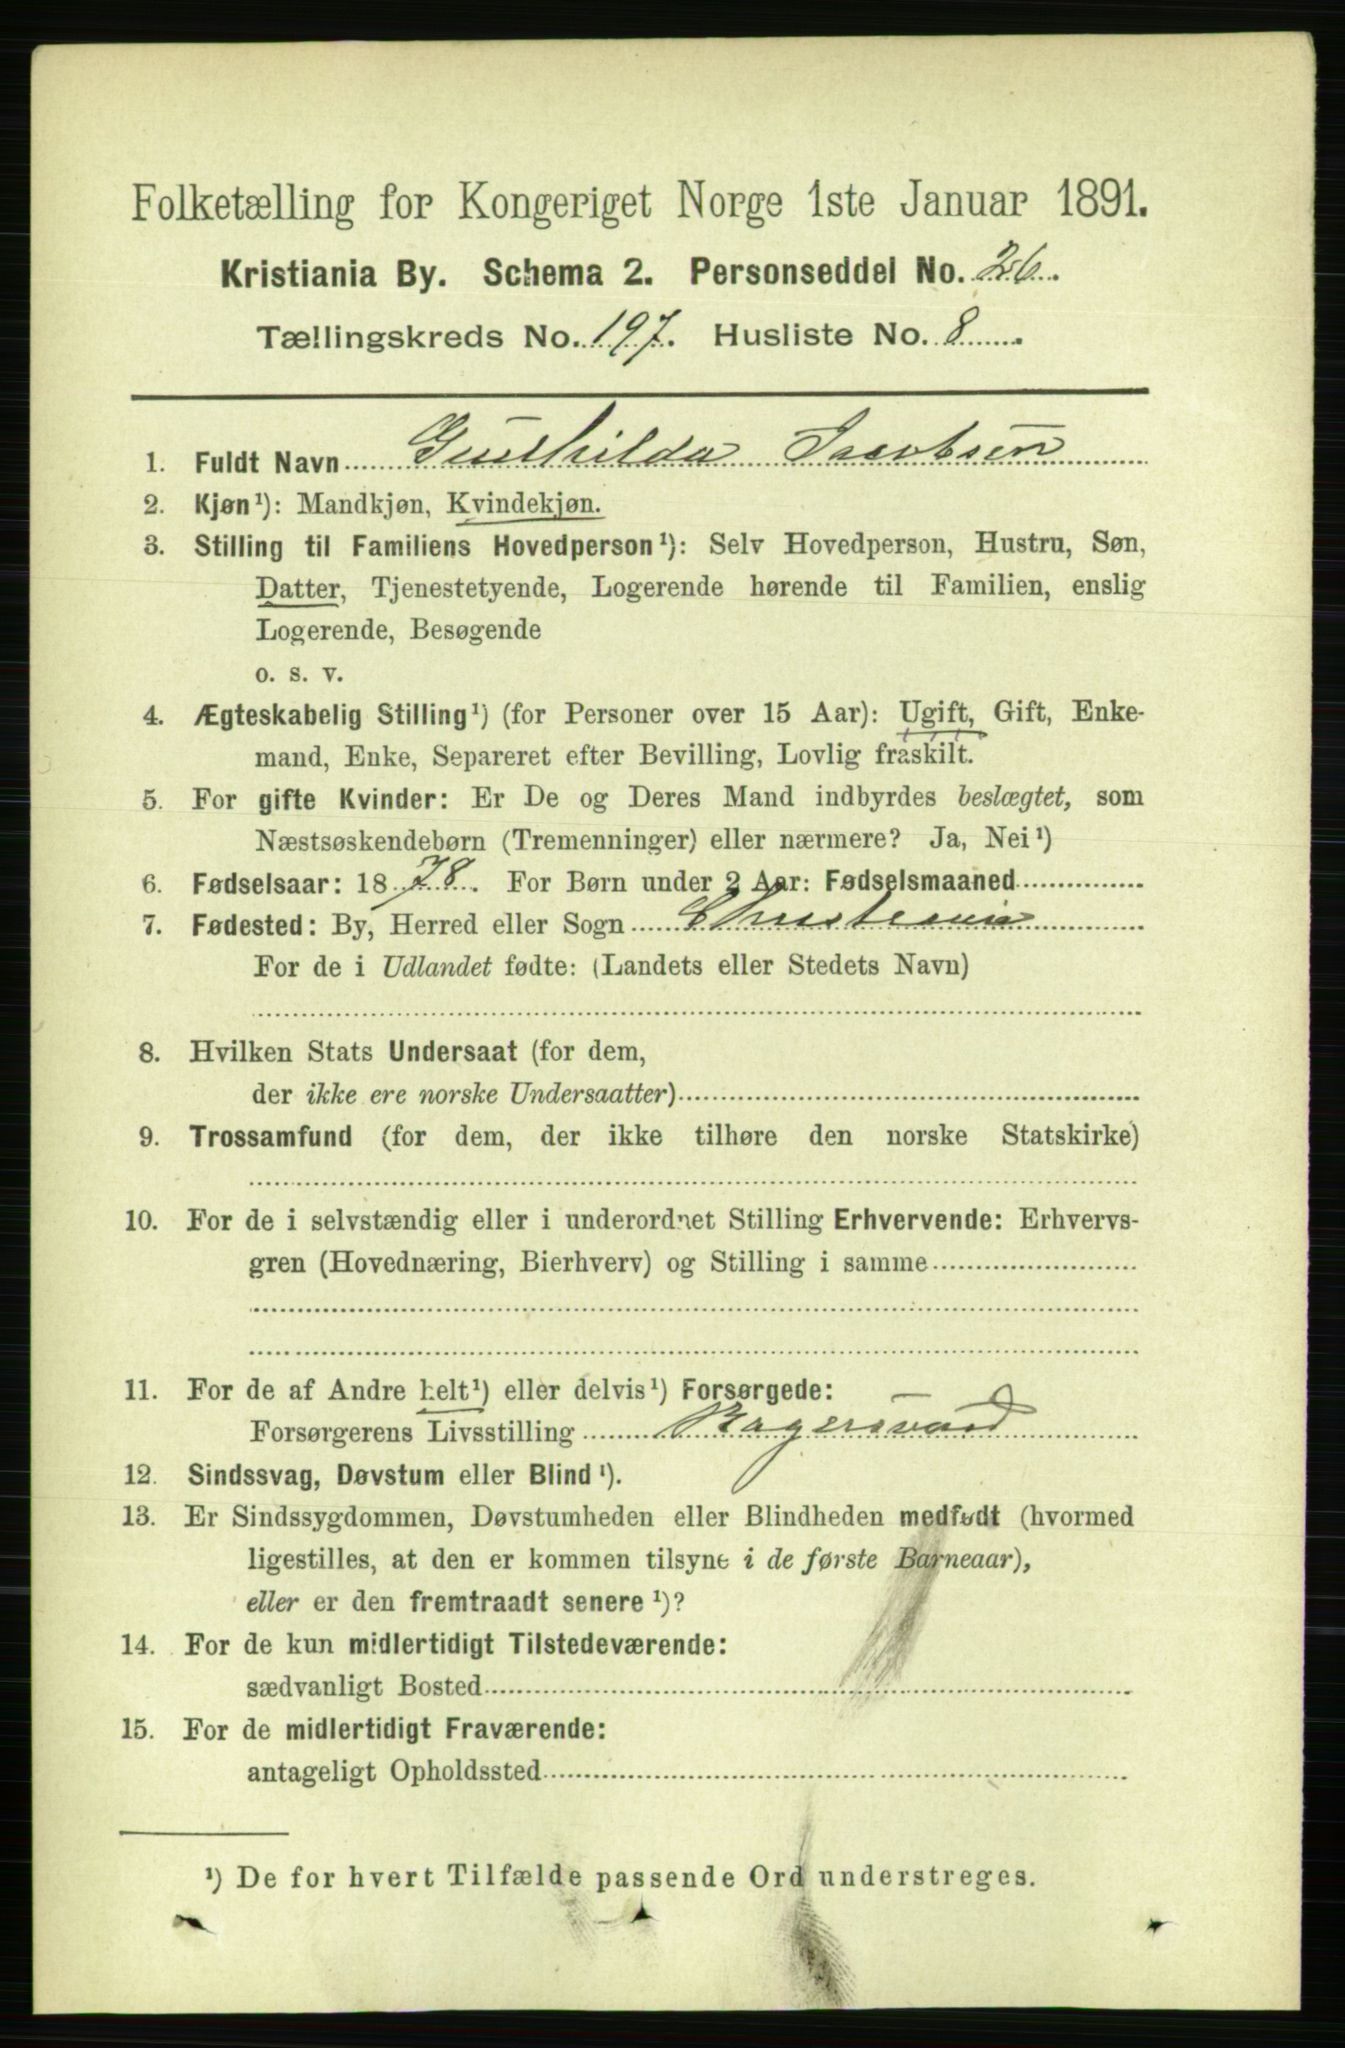 Folketælling for Kongeriget Norge 1ste Januar 1891.
Kristiania By. Schema 2. Personseddel No. 26.
Tællingskreds No. 197. Husliste No. 8.
1. Fuldt Navn Gunhilda Jacobsen
2. Kjøn¹): Mandkjøn, Kvindekjøn.
3. Stilling til Familiens Hovedperson¹): Selv Hovedperson, Hustru, Søn,
Datter, Tjenestetyende, Logerende hørende til Familien, enslig
Logerende, Besøgende
o. s. v.
4. Ægteskabelig Stilling¹) (for Personer over 15 Aar): Ugift, Gift, Enke-
mand, Enke, Separeret efter Bevilling, Lovlig fraskilt.
5. For gifte Kvinder: Er De og Deres Mand indbyrdes beslægtet, som
Næstsøskendebørn (Tremenninger) eller nærmere? Ja, Nei¹)
6. Fødselsaar: 1878. For Børn under 2 Aar: Fødselsmaaned
7. Fødested: By, Herred eller Sogn Christiania
For de i Udlandet fødte: (Landets eller Stedets Navn)
8. Hvilken Stats Undersaat (for dem,
der ikke ere norske Undersaatter)
9. Trossamfund (for dem, der ikke tilhøre den norske Statskirke)
10. For de i selvstændig eller i underordnet Stilling Erhvervende: Erhvervs-
gren (Hovednæring, Bierhverv) og Stilling i samme
11. For de af Andre helt¹) eller delvis¹) Forsørgede:
Forsørgerens Livsstilling Bagersvend
12. Sindssvag, Døvstum eller Blind¹).
13. Er Sindssygdommen, Døvstumheden eller Blindheden medfødt (hvormed
ligestilles, at den er kommen tilsyne i de første Barneaar),
eller er den fremtraadt senere¹)?
14. For de kun midlertidigt Tilstedeværende:
sædvanligt Bosted
15. For de midlertidigt Fraværende:
antageligt Opholdssted
¹) De for hvert Tilfælde passende Ord understreges.